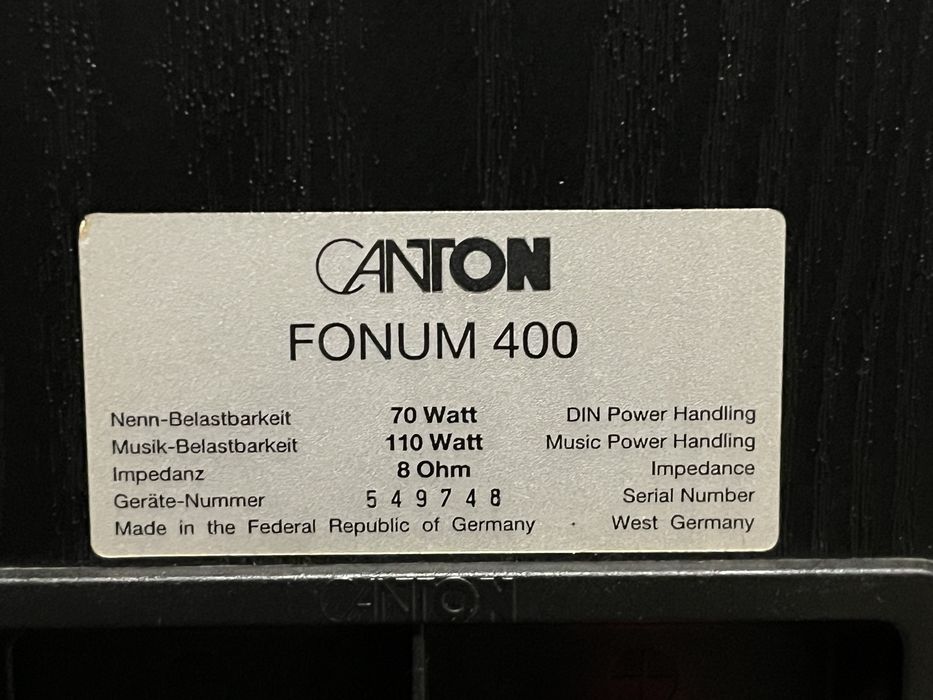 CANTON
FONUM 400
Nenn-Belastbarkeit 70 Watt DIN Power Handling
Musik-Belastbarkeit 110 Watt Music Power Handling
Impedanz 8 Ohm Impedance
Geräte-Nummer 549748 Serial Number
Made in the Federal Republic of Germany · West Germany
CANTON